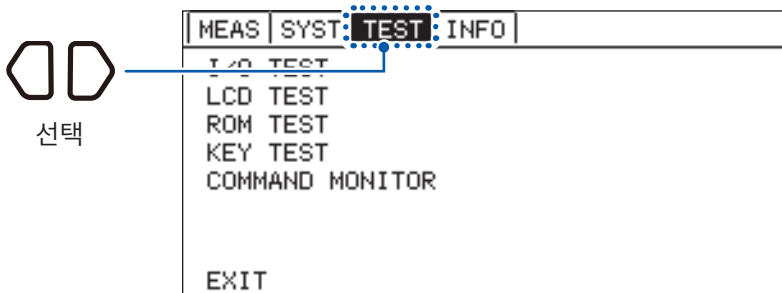 MEAS SYST TEST INFO
I/O TEST
LCD TEST
ROM TEST
KEY TEST
COMMAND MONITOR
EXIT
선택